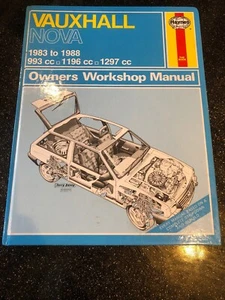 VAUXHALL
NOVA
Haynes
1983 to 1988
993 cc □ 1196 cc □ 1297 cc
Owners Workshop Manual